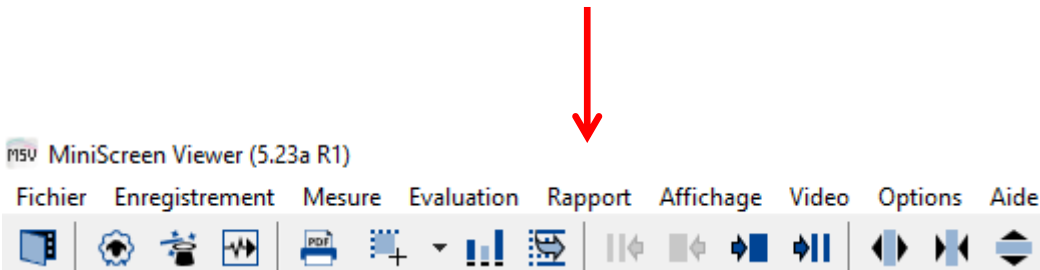 MSV MiniScreen Viewer (5.23a R1)
Fichier Enregistrement Mesure Evaluation Rapport Affichage Video Options Aide
PDF